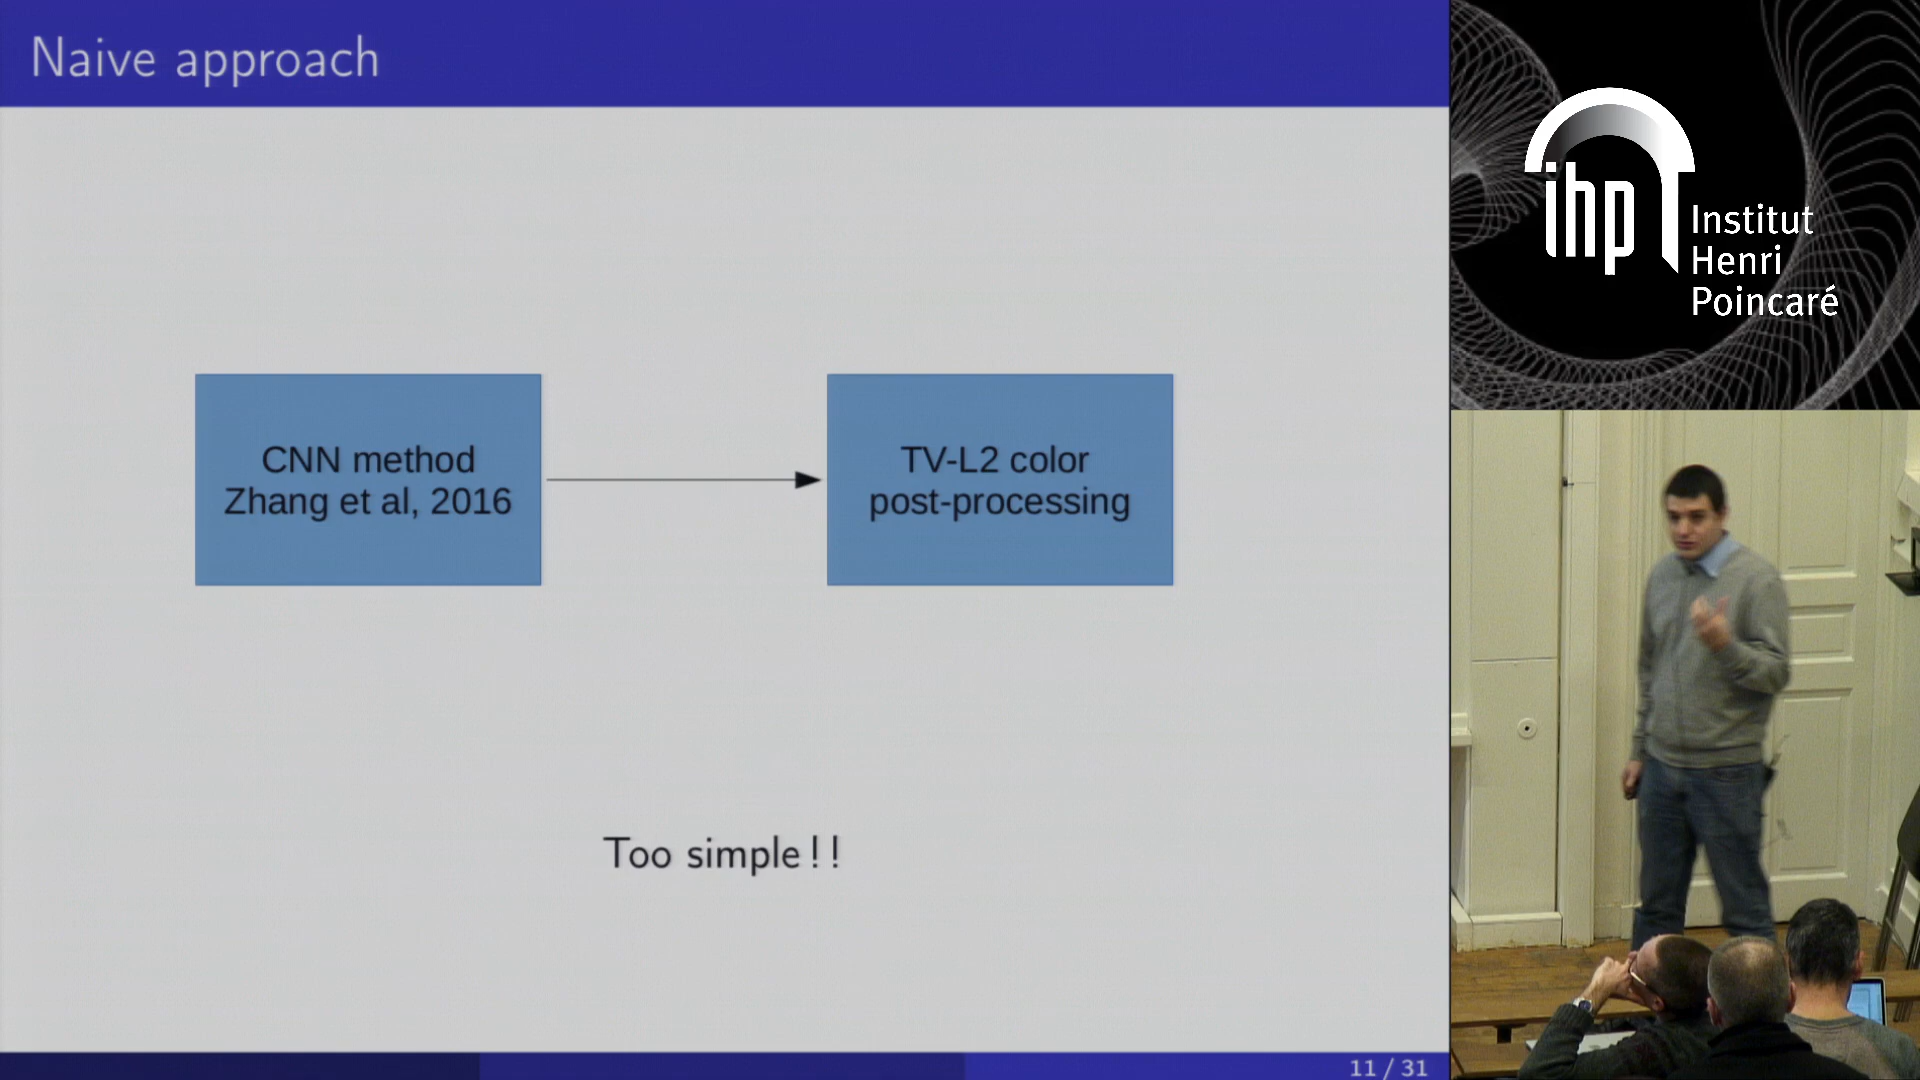 Naive approach
CNN method
Zhang et al, 2016
TV-L2 color
post-processing
Too simple ! !
11 / 31
ihp
Institut
Henri
Poincaré